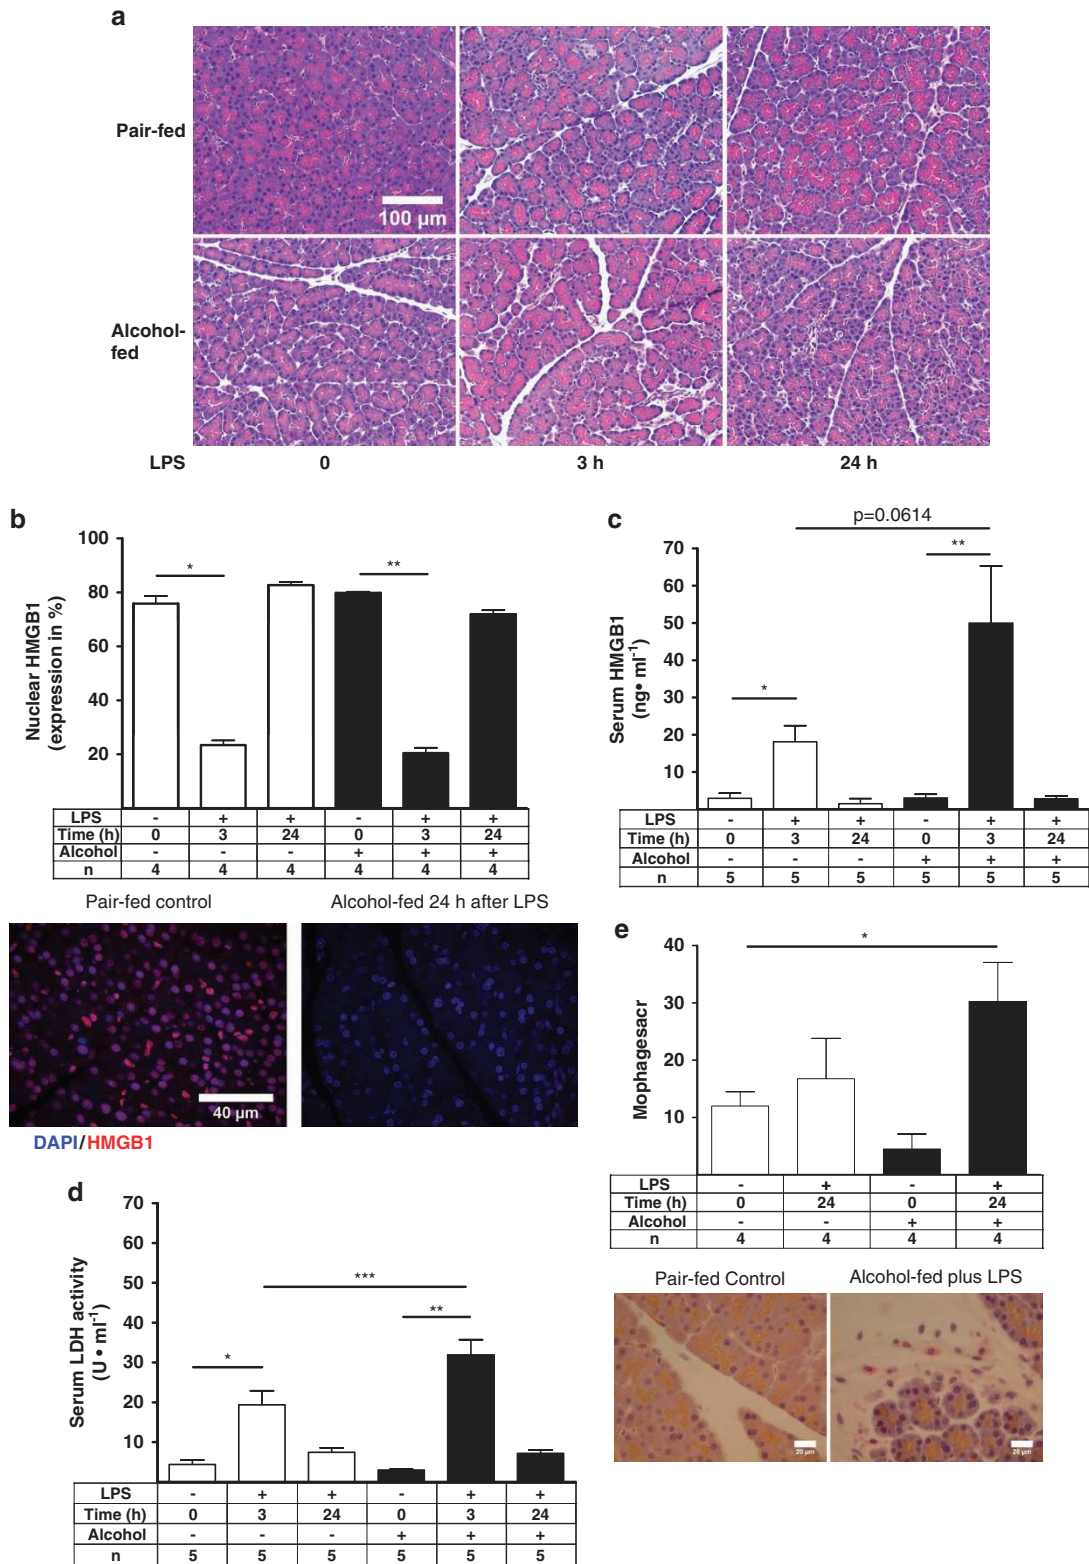 a
Pair-fed
100 µm
Alcohol-
fed
LPS 0 3 h 24 h
b
Nuclear HMGB1
(expression in %)
100
80
60
40
20
* **
LPS - + + - + +
Time (h) 0 3 24 0 3 24
Alcohol - - - + + +
n 4 4 4 4 4 4
Pair-fed control Alcohol-fed 24 h after LPS
40 µm
DAPI/HMGB1
c
p=0.0614
Serum HMGB1
(ng• ml⁻¹)
70
60
50
40
30
20
10
* **
LPS - + + - + +
Time (h) 0 3 24 0 3 24
Alcohol - - - + + +
n 5 5 5 5 5 5
d
Serum LDH activity
(U • ml⁻¹)
70
60
50
40
30
20
10
* *** **
LPS - + + - + +
Time (h) 0 3 24 0 3 24
Alcohol - - - + + +
n 5 5 5 5 5 5
e
Mophagesacr
40
30
20
10
*
LPS - + - +
Time (h) 0 24 0 24
Alcohol - - + +
n 4 4 4 4
Pair-fed Control Alcohol-fed plus LPS
20 µm 20 µm